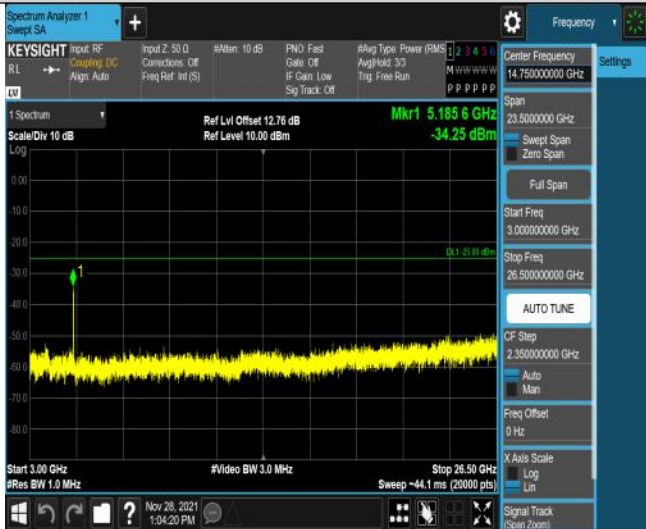 Spectrum Analyzer 1
Swept SA
Frequency
KEYSIGHT
RL
LV
Input: RF
Coupling: DC
Align: Auto
Input Z: 50 Ω
Corrections: Off
Freq Ref: Int (S)
#Atten: 10 dB
PNO: Fast
Gate: Off
IF Gain: Low
Sig Track: Off
#Avg Type: Power (RMS
Avg|Hold: 3/3
Trig: Free Run
1 2 3 4 5 6
M W W W W W
P P P P P P
1 Spectrum
Scale/Div 10 dB
Log
Ref Lvl Offset 12.76 dB
Ref Level 10.00 dBm
Mkr1 5.185 6 GHz
-34.25 dBm
0.00
-10.0
-20.0
-30.0
-40.0
-50.0
-60.0
-70.0
-80.0
DL1 -25.00 dBm
1
Start 3.00 GHz
#Res BW 1.0 MHz
#Video BW 3.0 MHz
Stop 26.50 GHz
Sweep ~44.1 ms (20000 pts)
Nov 28, 2021
1:04:20 PM
Center Frequency
14.750000000 GHz
Settings
Span
23.5000000 GHz
Swept Span
Zero Span
Full Span
Start Freq
3.000000000 GHz
Stop Freq
26.500000000 GHz
AUTO TUNE
CF Step
2.350000000 GHz
Auto
Man
Freq Offset
0 Hz
X Axis Scale
Log
Lin
Signal Track
(Span Zoom)